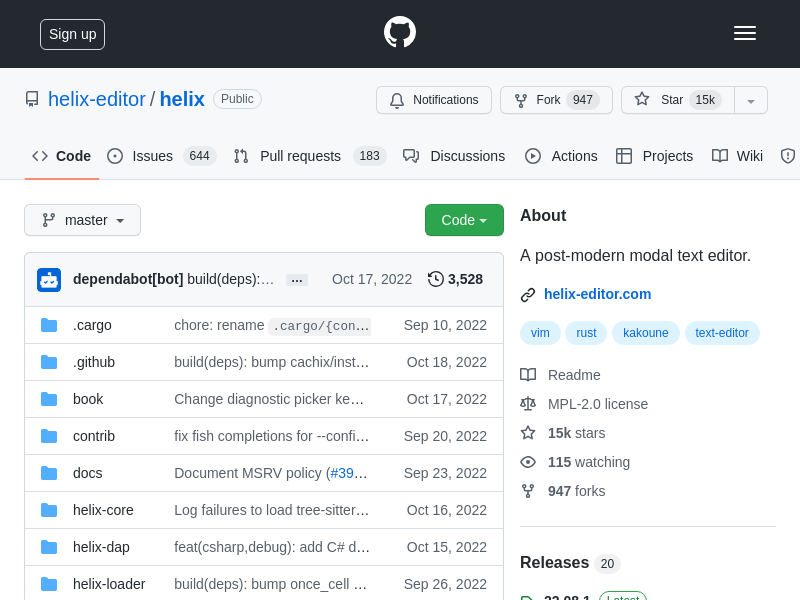 Sign up
helix-editor / helix Public
Notifications Fork 947 Star 15k
Code Issues 644 Pull requests 183 Discussions Actions Projects Wiki
master Code
dependabot[bot] build(deps):… … Oct 17, 2022 3,528
.cargo chore: rename .cargo/{con… Sep 10, 2022
.github build(deps): bump cachix/inst… Oct 18, 2022
book Change diagnostic picker ke… Oct 17, 2022
contrib fix fish completions for --confi… Sep 20, 2022
docs Document MSRV policy (#39… Sep 23, 2022
helix-core Log failures to load tree-sitter… Oct 16, 2022
helix-dap feat(csharp,debug): add C# d… Oct 15, 2022
helix-loader build(deps): bump once_cell … Sep 26, 2022
About
A post-modern modal text editor.
helix-editor.com
vim rust kakoune text-editor
Readme
MPL-2.0 license
15k stars
115 watching
947 forks
Releases 20
22.08.1 Latest